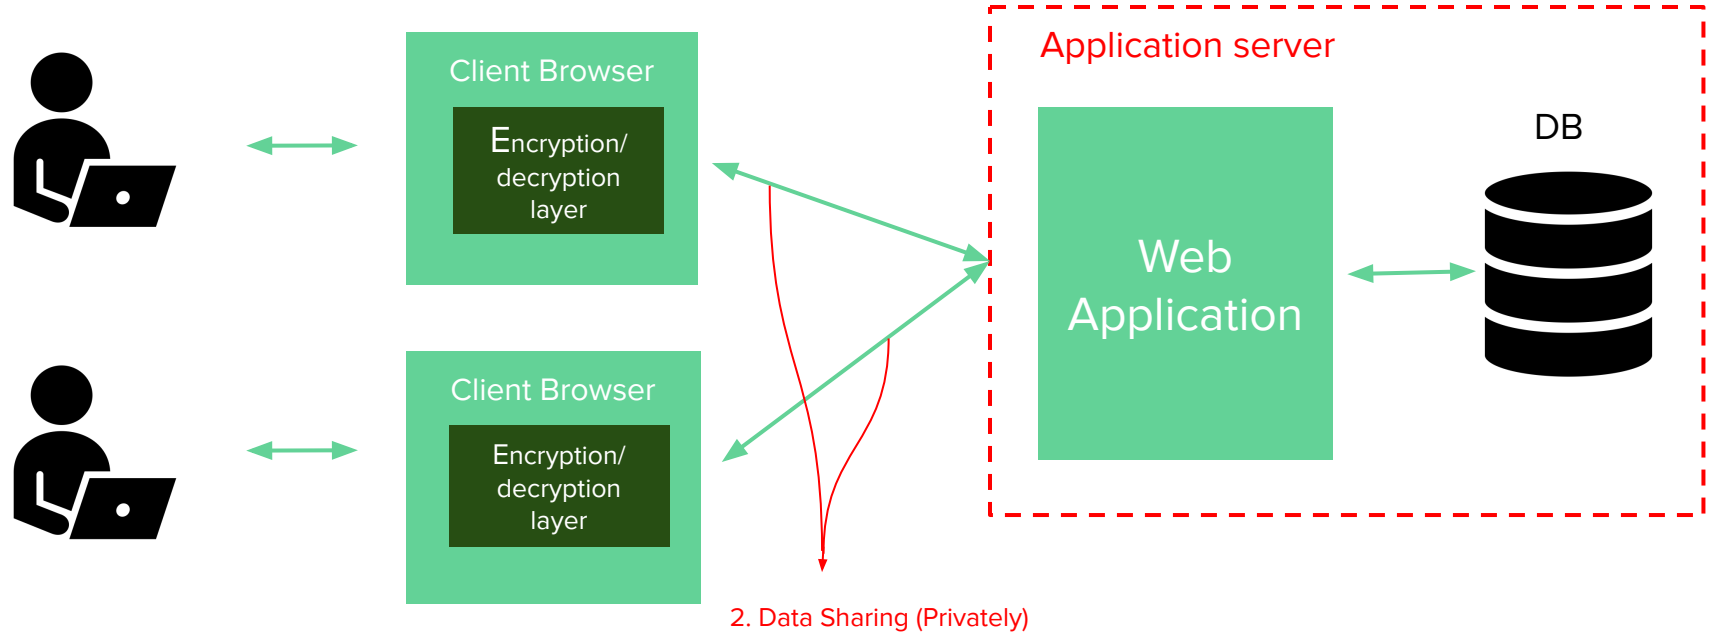 Application server
Client Browser
Encryption/
decryption
layer
DB
Web
Application
Client Browser
Encryption/
decryption
layer
2. Data Sharing (Privately)